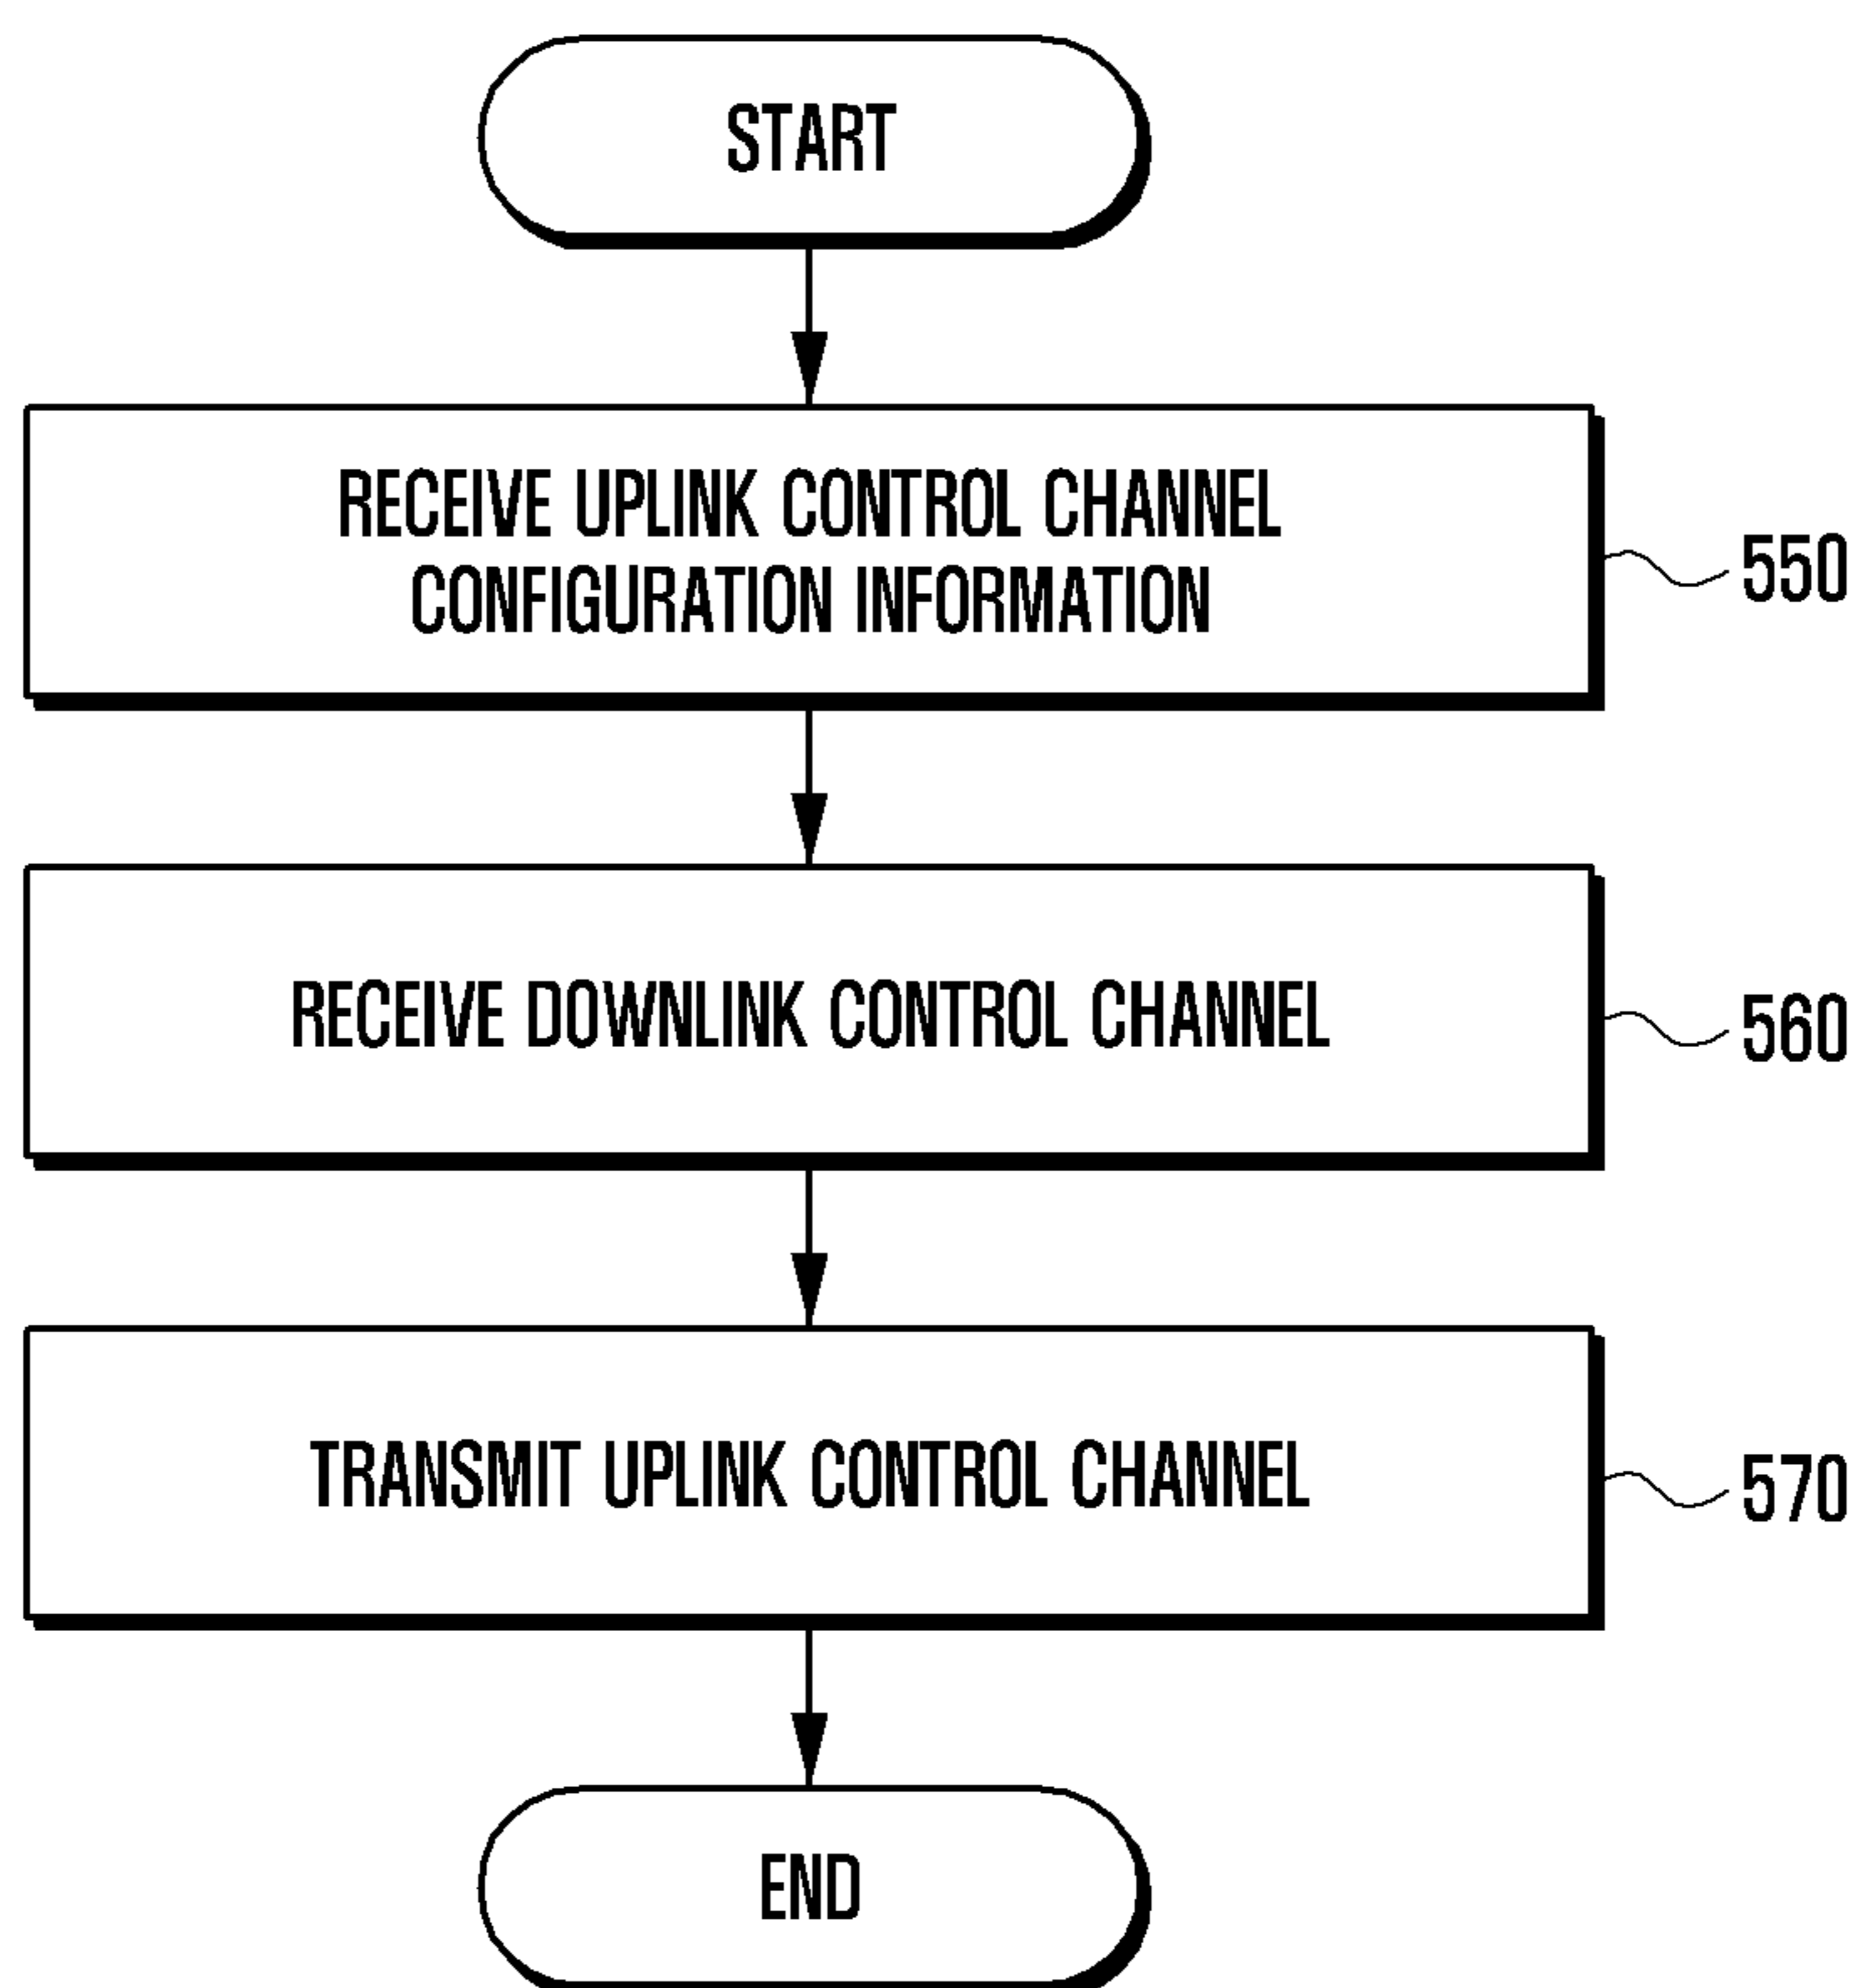 START
RECEIVE UPLINK CONTROL CHANNEL
CONFIGURATION INFORMATION
550
RECEIVE DOWNLINK CONTROL CHANNEL
560
TRANSMIT UPLINK CONTROL CHANNEL
570
END